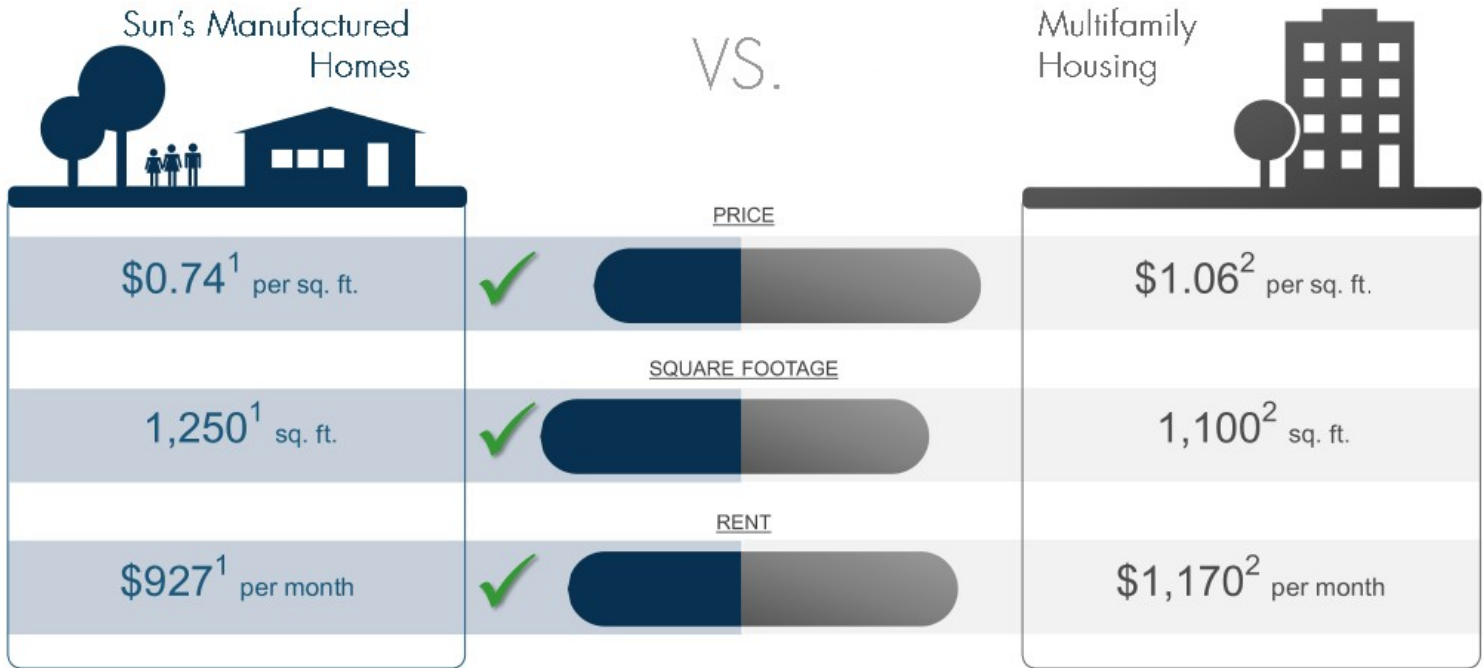 Sun's Manufactured
Homes
VS.
Multifamily
Housing
PRICE
$0.74¹ per sq. ft.
$1.06² per sq. ft.
SQUARE FOOTAGE
1,250¹ sq. ft.
1,100² sq. ft.
RENT
$927¹ per month
$1,170² per month